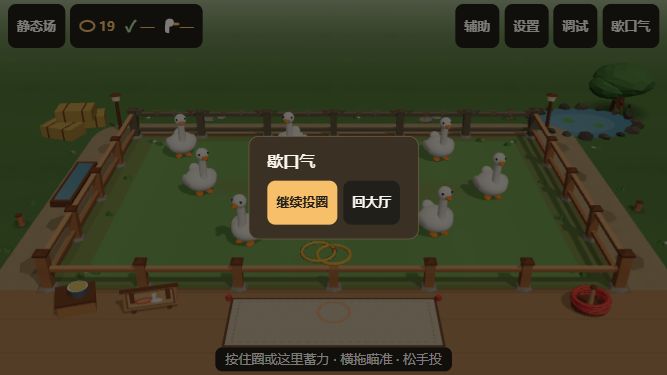 静态场
19 — —
辅助
设置
调试
歇口气
歇口气
继续投圈
回大厅
按住圈或这里蓄力 · 横拖瞄准 · 松手投